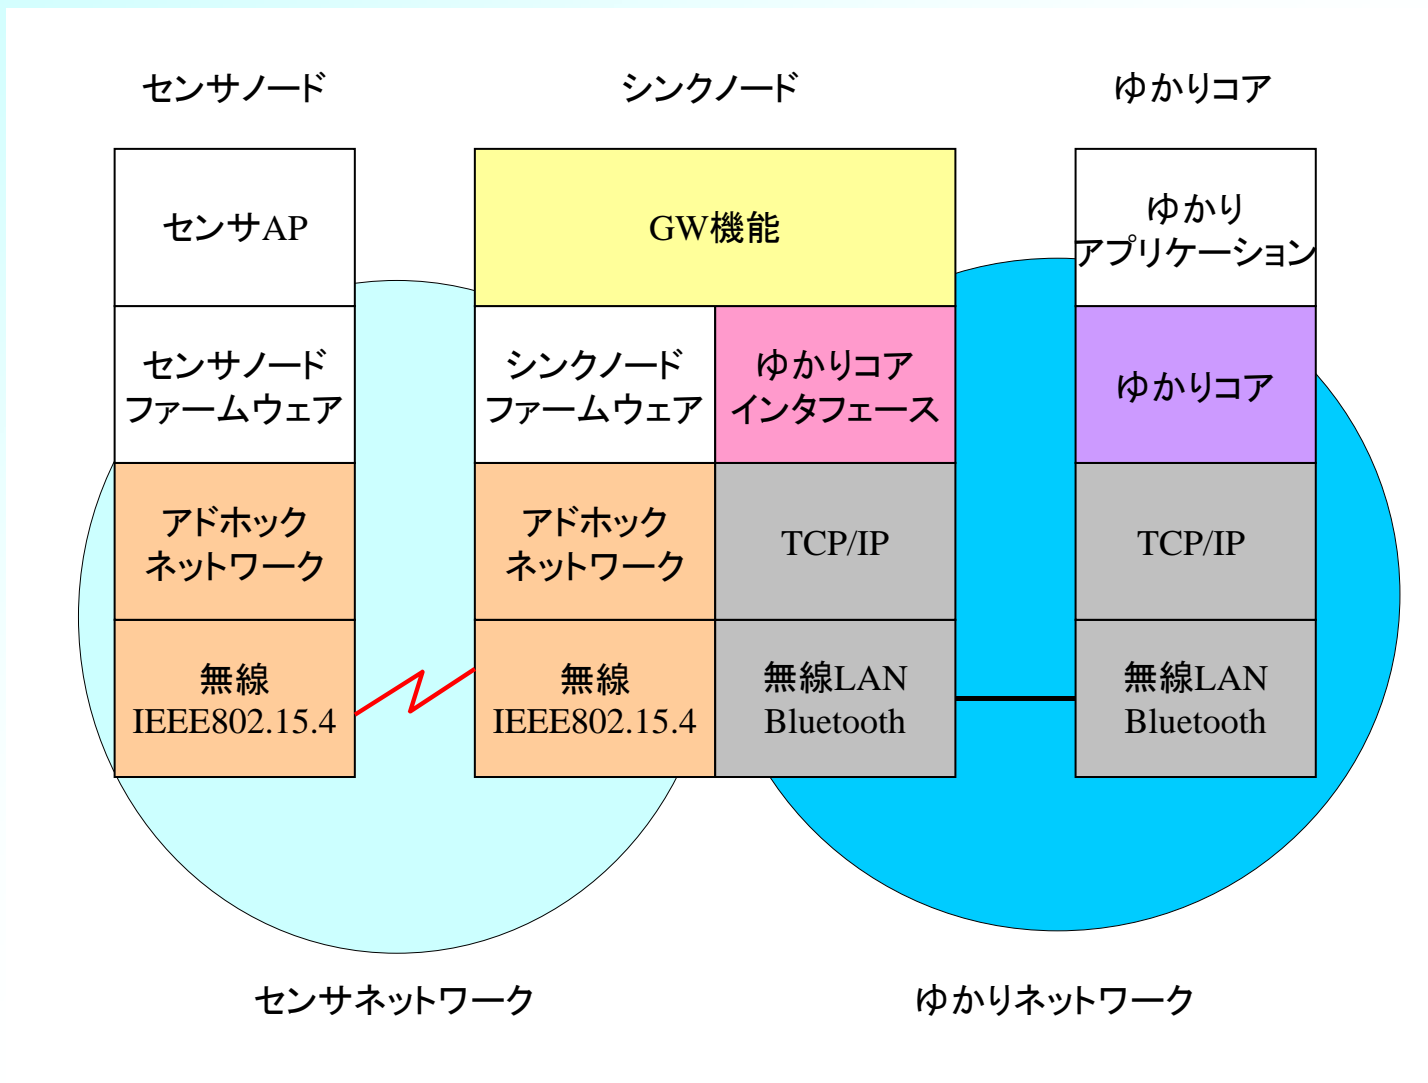 センサノード
シンクノード
ゆかりコア
センサAP
GW機能
ゆかり
アプリケーション
センサノード
ファームウェア
シンクノード
ファームウェア
ゆかりコア
インタフェース
ゆかりコア
アドホック
ネットワーク
アドホック
ネットワーク
TCP/IP
TCP/IP
無線
IEEE802.15.4
無線
IEEE802.15.4
無線LAN
Bluetooth
無線LAN
Bluetooth
センサネットワーク
ゆかりネットワーク